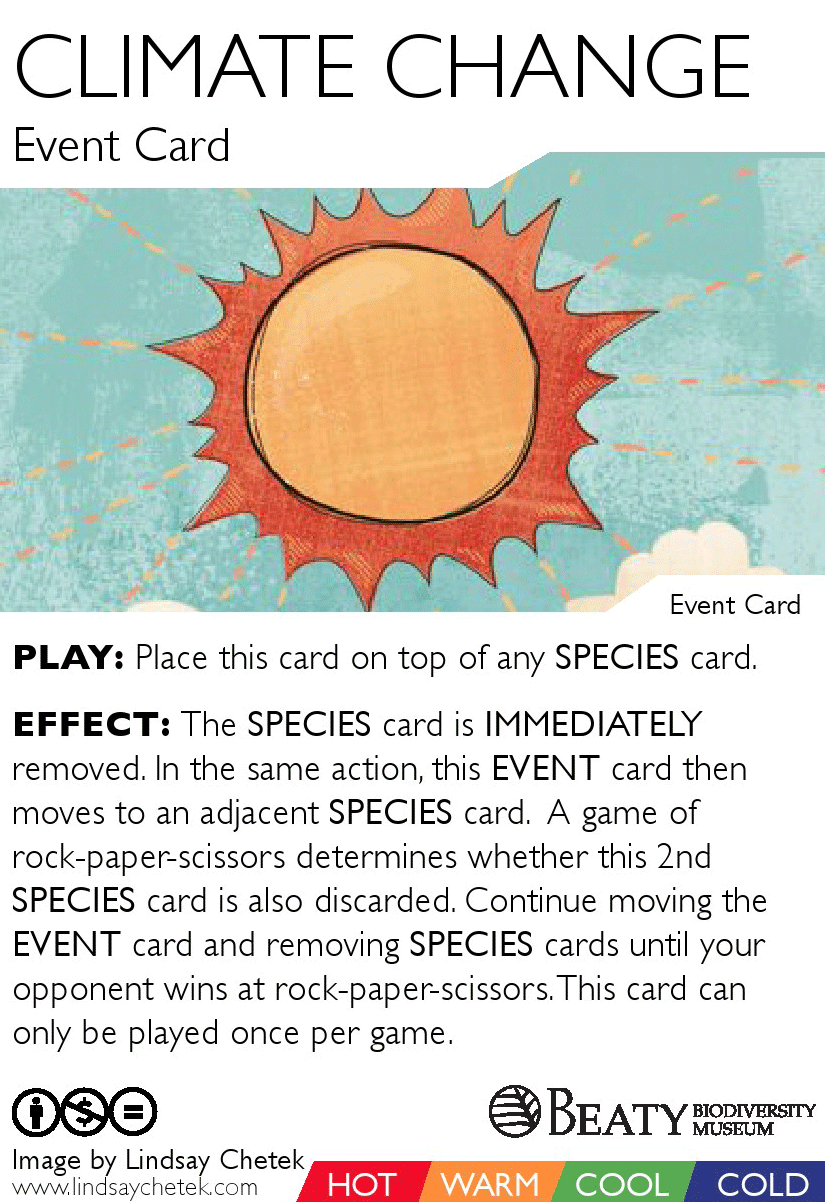 CLIMATE CHANGE
Event Card
Event Card
PLAY: Place this card on top of any SPECIES card.
EFFECT: The SPECIES card is IMMEDIATELY
removed. In the same action, this EVENT card then
moves to an adjacent SPECIES card.  A game of
rock-paper-scissors determines whether this 2nd
SPECIES card is also discarded. Continue moving the
EVENT card and removing SPECIES cards until your
opponent wins at rock-paper-scissors. This card can
only be played once per game.
BEATY BIODIVERSITY
MUSEUM
Image by Lindsay Chetek
www.lindsaychetek.com
HOT WARM COOL COLD